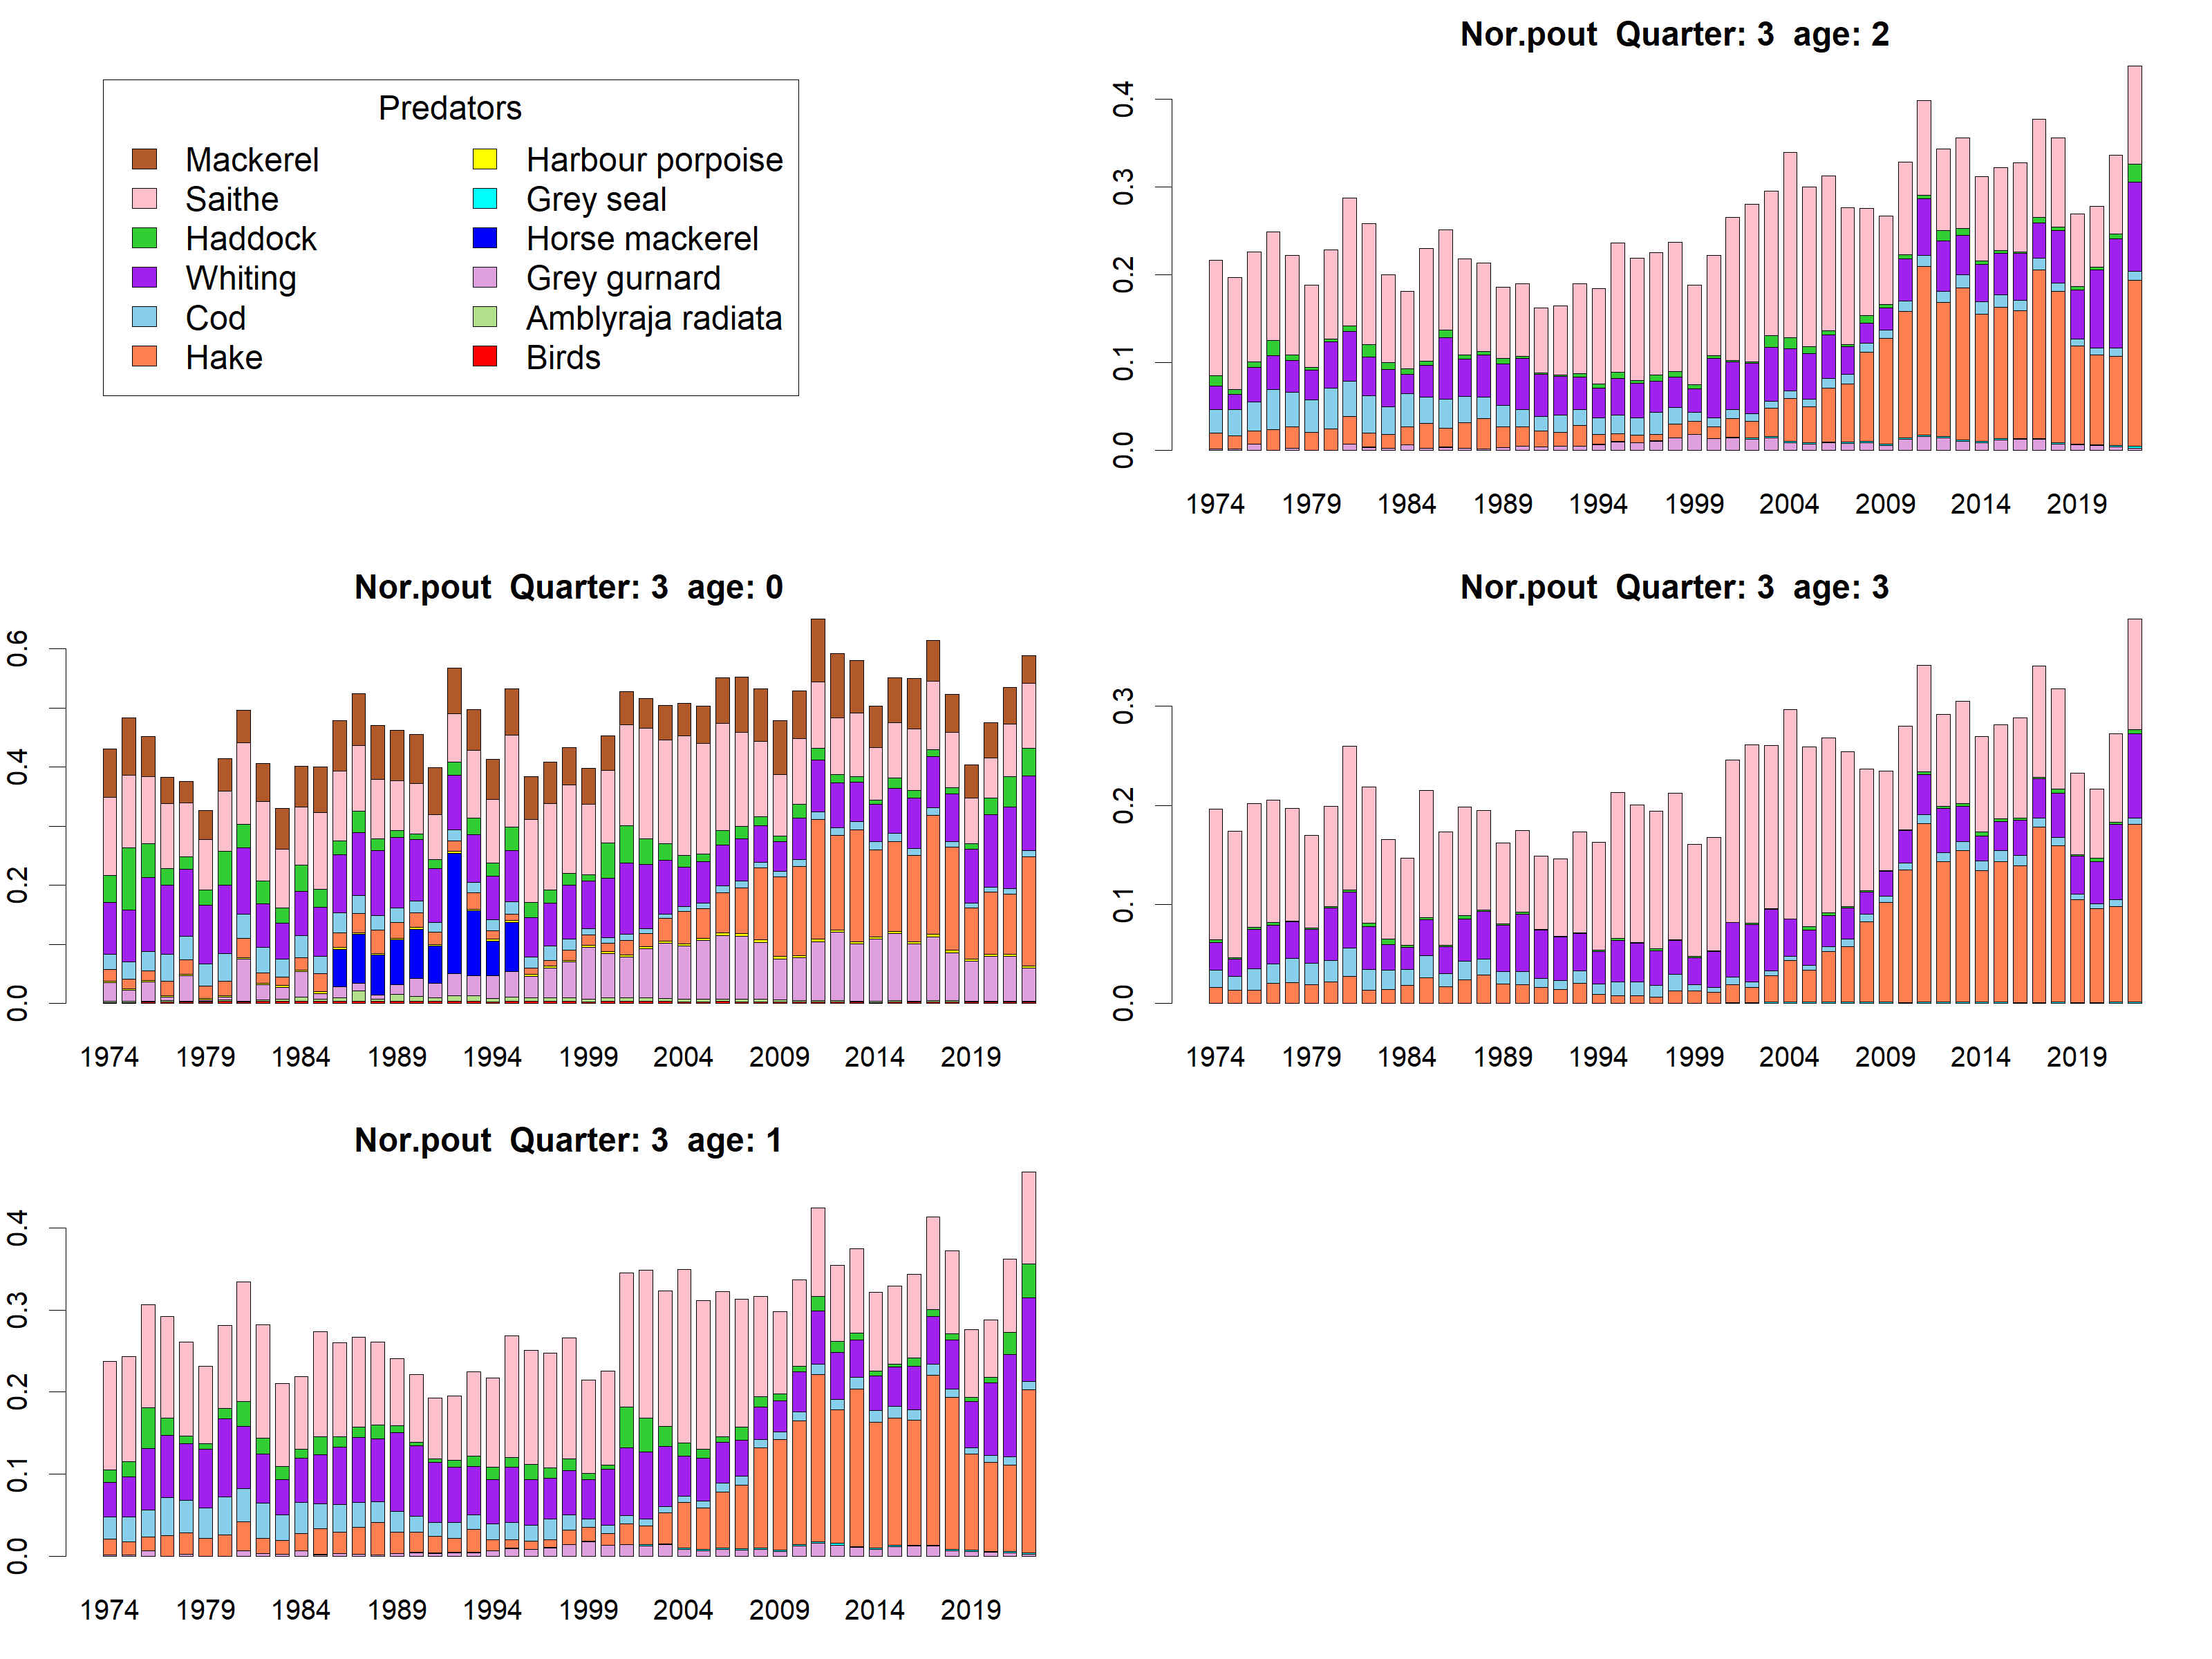 Predators
Mackerel
Saithe
Haddock
Whiting
Cod
Hake
Harbour porpoise
Grey seal
Horse mackerel
Grey gurnard
Amblyraja radiata
Birds
Nor.pout Quarter: 3 age: 2
0.4
0.3
0.2
0.1
0.0
1974 1979 1984 1989 1994 1999 2004 2009 2014 2019
Nor.pout Quarter: 3 age: 0
0.6
0.4
0.2
0.0
1974 1979 1984 1989 1994 1999 2004 2009 2014 2019
Nor.pout Quarter: 3 age: 3
0.3
0.2
0.1
0.0
1974 1979 1984 1989 1994 1999 2004 2009 2014 2019
Nor.pout Quarter: 3 age: 1
0.4
0.3
0.2
0.1
0.0
1974 1979 1984 1989 1994 1999 2004 2009 2014 2019